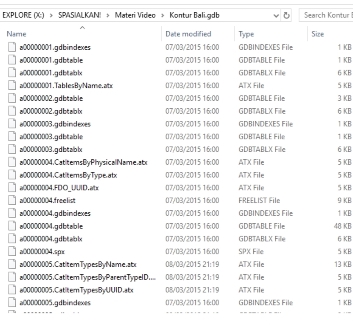 EXPLORE (X:) › SPASIALKAN! › Materi Video › Kontur Bali.gdb Search Kontur B
Name Date modified Type Size
a00000001.gdbindexes 07/03/2015 16:00 GDBINDEXES File 1 KB
a00000001.gdbtable 07/03/2015 16:00 GDBTABLE File 1 KB
a00000001.gdbtablx 07/03/2015 16:00 GDBTABLX File 6 KB
a00000001.TablesByName.atx 07/03/2015 16:00 ATX File 5 KB
a00000002.gdbtable 07/03/2015 16:00 GDBTABLE File 3 KB
a00000002.gdbtablx 07/03/2015 16:00 GDBTABLX File 6 KB
a00000003.gdbindexes 07/03/2015 16:00 GDBINDEXES File 1 KB
a00000003.gdbtable 07/03/2015 16:00 GDBTABLE File 1 KB
a00000003.gdbtablx 07/03/2015 16:00 GDBTABLX File 6 KB
a00000004.CatItemsByPhysicalName.atx 07/03/2015 16:00 ATX File 5 KB
a00000004.CatItemsByType.atx 07/03/2015 16:00 ATX File 5 KB
a00000004.FDO_UUID.atx 07/03/2015 16:00 ATX File 5 KB
a00000004.freelist 07/03/2015 16:00 FREELIST File 9 KB
a00000004.gdbindexes 07/03/2015 16:00 GDBINDEXES File 1 KB
a00000004.gdbtable 07/03/2015 16:00 GDBTABLE File 48 KB
a00000004.gdbtablx 07/03/2015 16:00 GDBTABLX File 6 KB
a00000004.spx 07/03/2015 16:00 SPX File 5 KB
a00000005.CatItemTypesByName.atx 08/03/2015 21:19 ATX File 13 KB
a00000005.CatItemTypesByParentTypeID.... 08/03/2015 21:19 ATX File 5 KB
a00000005.CatItemTypesByUUID.atx 08/03/2015 21:19 ATX File 5 KB
a00000005.gdbindexes 07/03/2015 16:00 GDBINDEXES File 1 KB